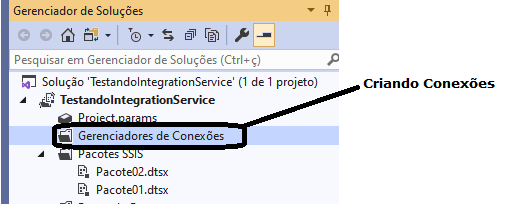 Gerenciador de Soluções
Pesquisar em Gerenciador de Soluções (Ctrl+ç)
Solução 'TestandoIntegrationService' (1 de 1 projeto)
Criando Conexões
TestandoIntegrationService
Project.params
Gerenciadores de Conexões
Pacotes SSIS
Pacote02.dtsx
Pacote01.dtsx